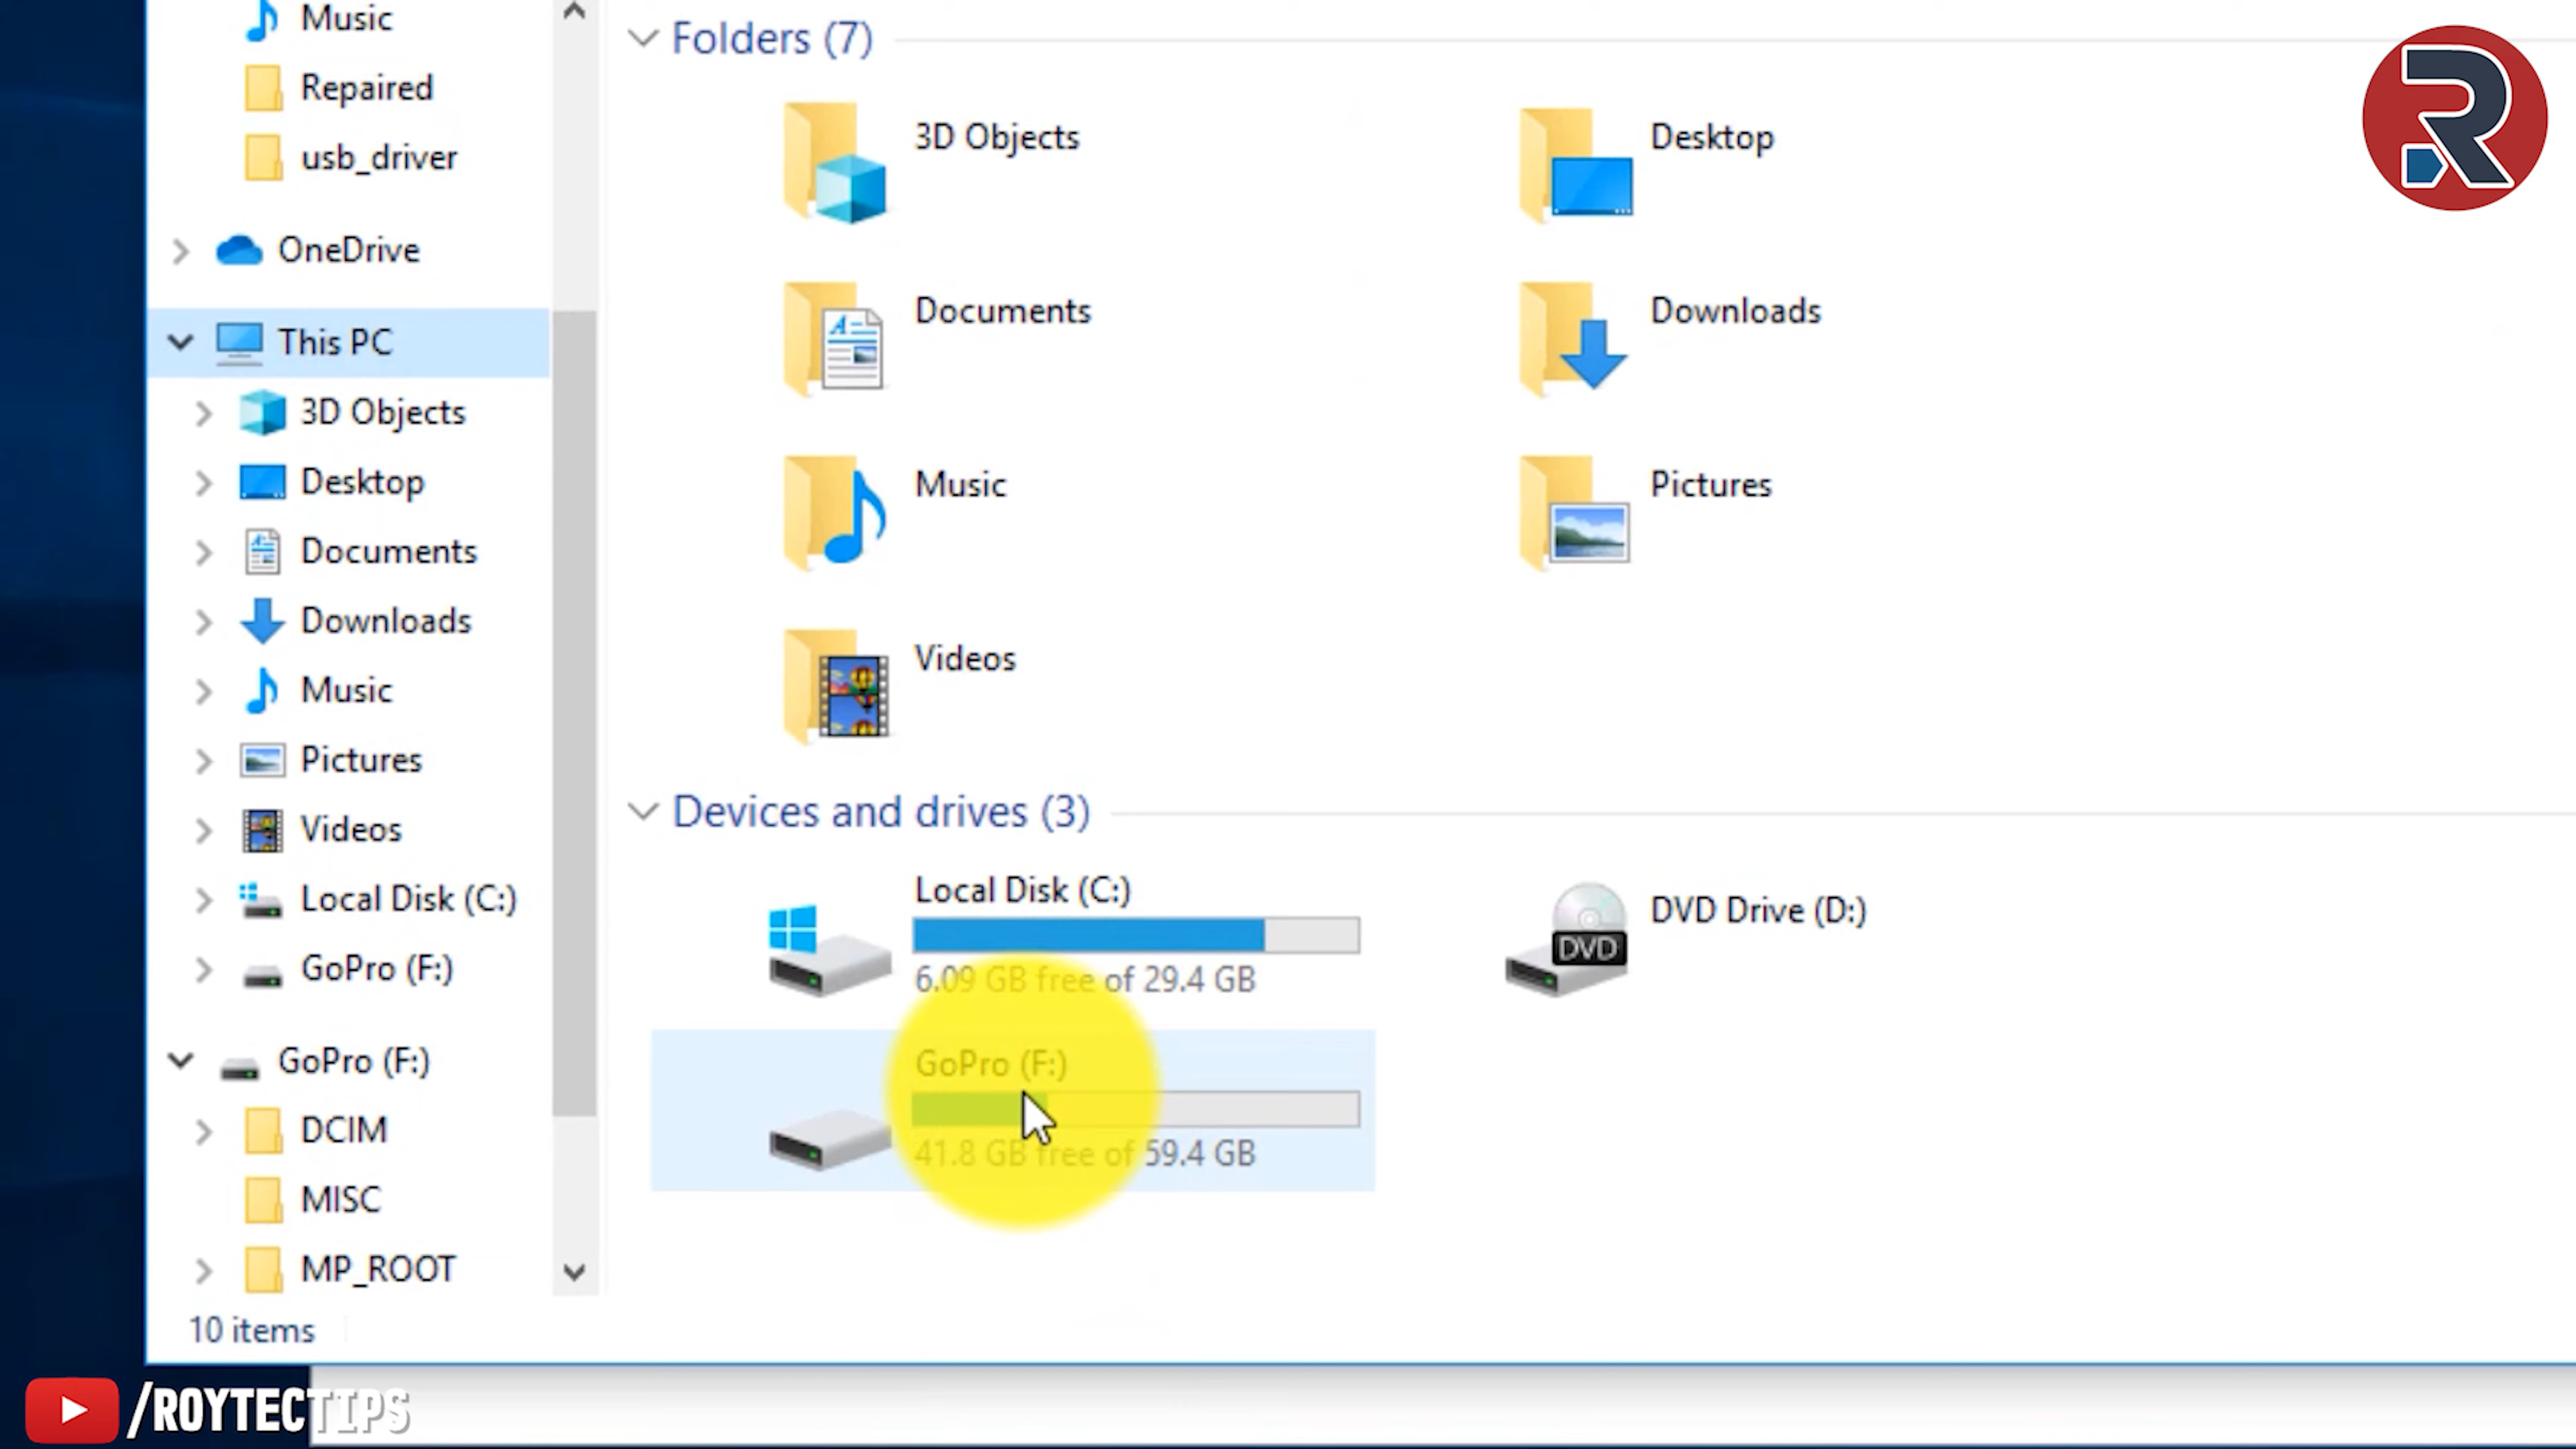 Music
Repaired
usb_driver
OneDrive
This PC
3D Objects
Desktop
Documents
Downloads
Music
Pictures
Videos
Local Disk (C:)
GoPro (F:)
GoPro (F:)
DCIM
MISC
MP_ROOT
10 items
Folders (7)
3D Objects
Desktop
Documents
Downloads
Music
Pictures
Videos
Devices and drives (3)
Local Disk (C:)
6.09 GB free of 29.4 GB
DVD Drive (D:)
DVD
GoPro (F:)
41.8 GB free of 59.4 GB
R
/ROYTECTIPS